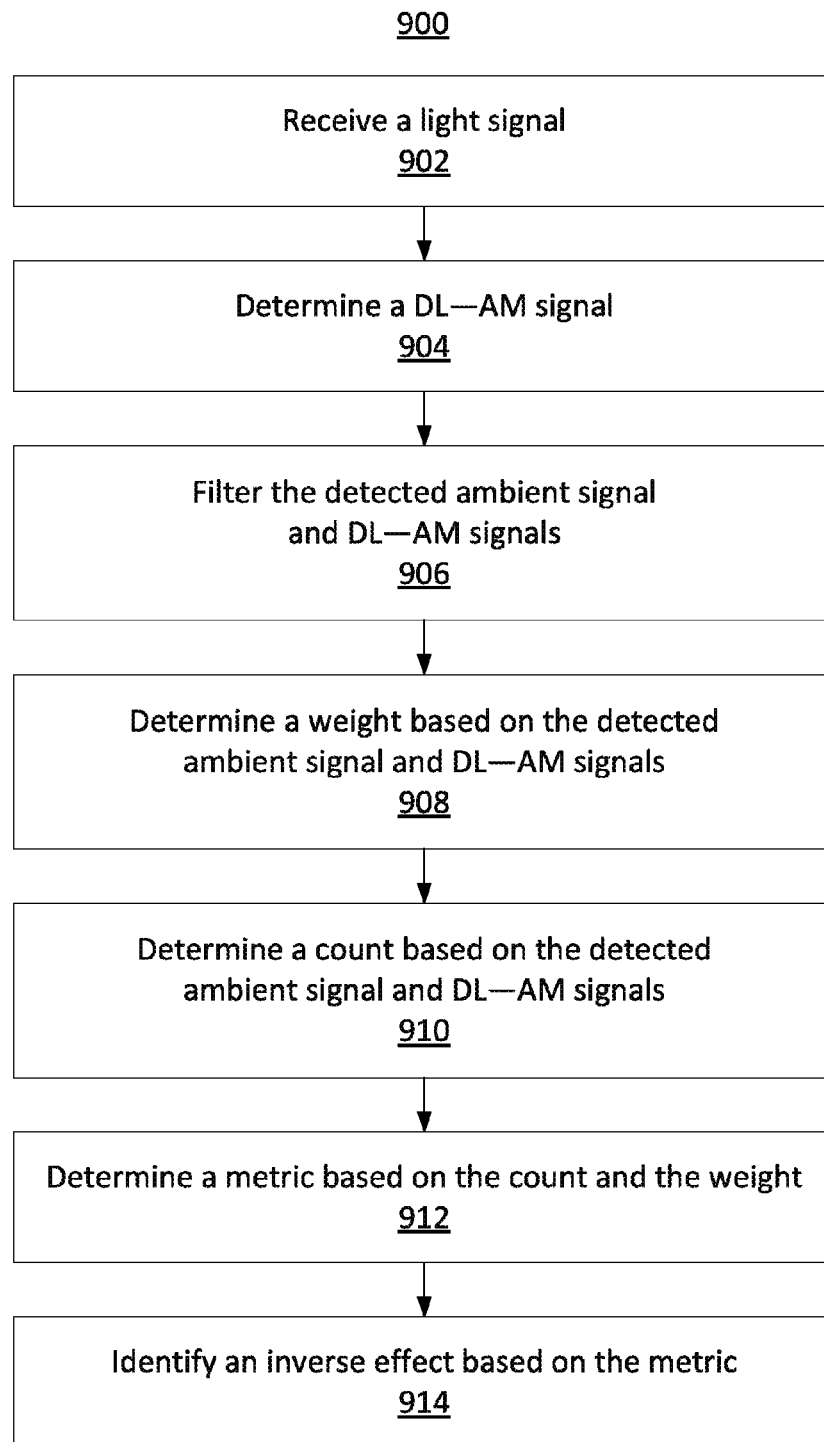 900
Receive a light signal
902
Determine a DL—AM signal
904
Filter the detected ambient signal
and DL—AM signals
906
Determine a weight based on the detected
ambient signal and DL—AM signals
908
Determine a count based on the detected
ambient signal and DL—AM signals
910
Determine a metric based on the count and the weight
912
Identify an inverse effect based on the metric
914